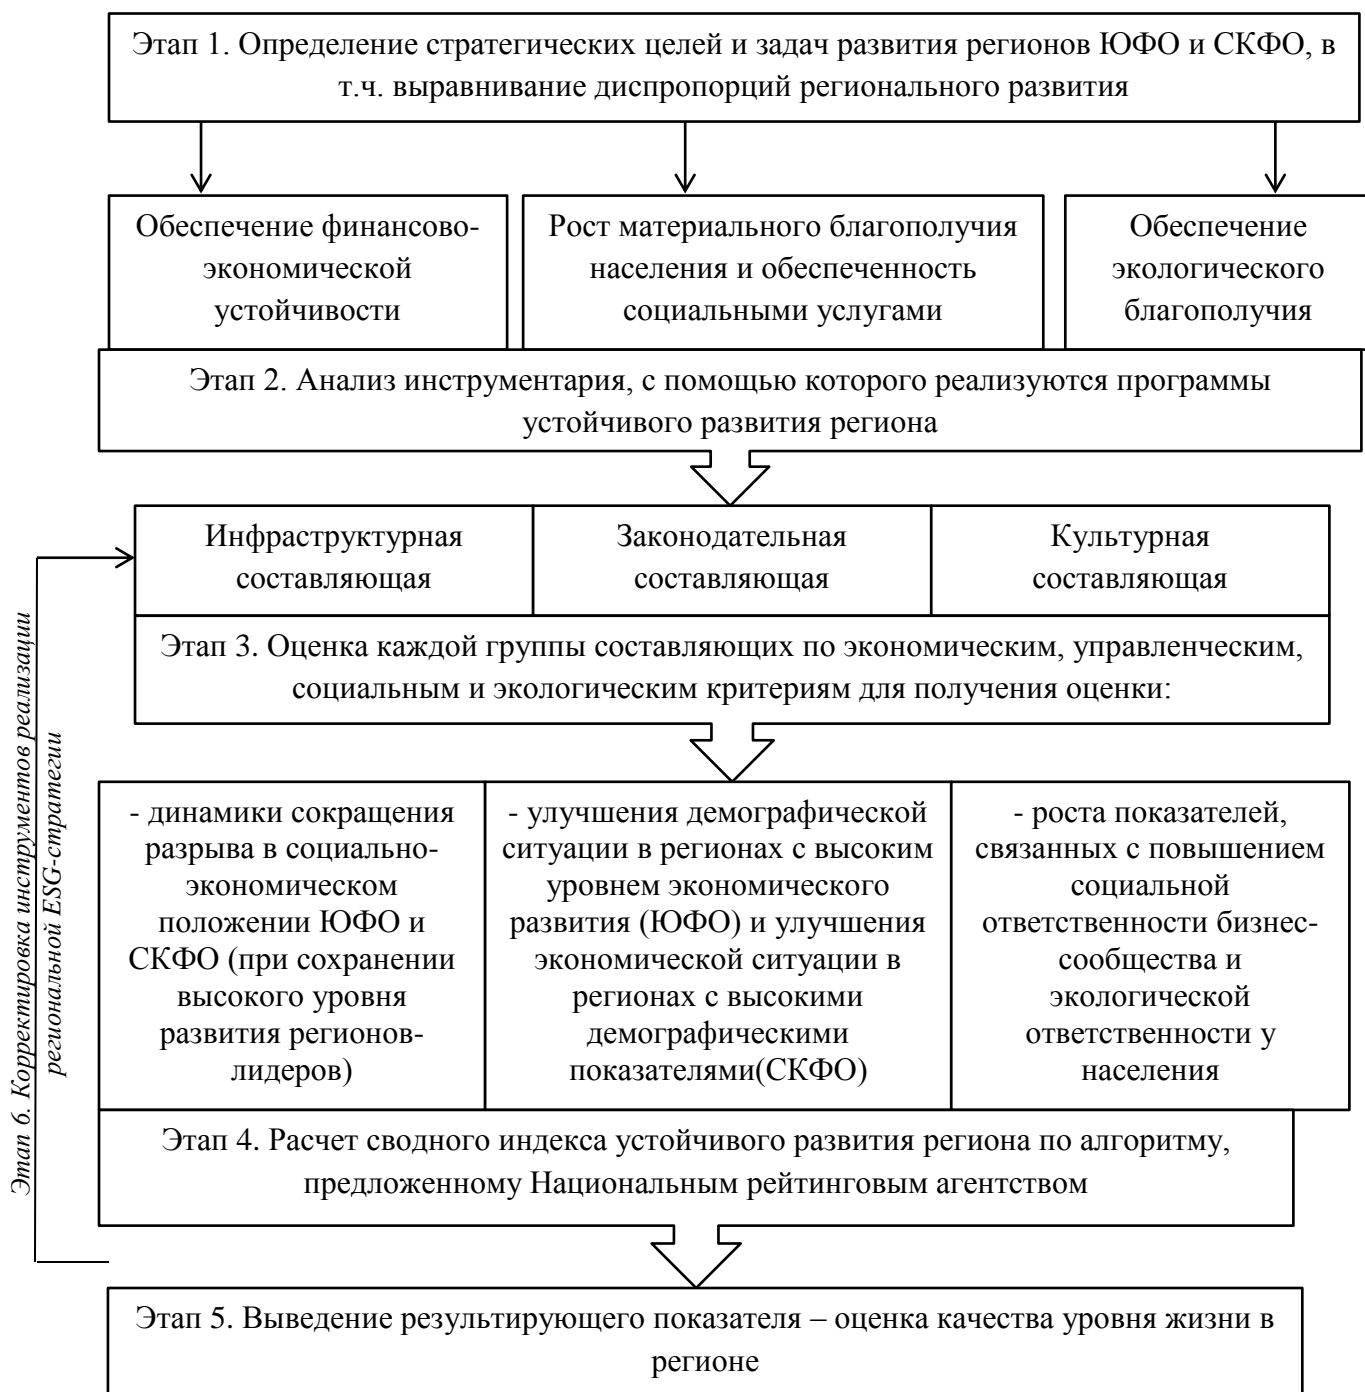 Этап 1. Определение стратегических целей и задач развития регионов ЮФО и СКФО, в
т.ч. выравнивание диспропорций регионального развития
Обеспечение финансово-
экономической
устойчивости
Рост материального благополучия
населения и обеспеченность
социальными услугами
Обеспечение
экологического
благополучия
Этап 2. Анализ инструментария, с помощью которого реализуются программы
устойчивого развития региона
Инфраструктурная
составляющая
Законодательная
составляющая
Культурная
составляющая
Этап 3. Оценка каждой группы составляющих по экономическим, управленческим,
социальным и экологическим критериям для получения оценки:
- динамики сокращения
разрыва в социально-
экономическом
положении ЮФО и
СКФО (при сохранении
высокого уровня
развития регионов-
лидеров)
- улучшения демографической
ситуации в регионах с высоким
уровнем экономического
развития (ЮФО) и улучшения
экономической ситуации в
регионах с высокими
демографическими
показателями(СКФО)
- роста показателей,
связанных с повышением
социальной
ответственности бизнес-
сообщества и
экологической
ответственности у
населения
Этап 4. Расчет сводного индекса устойчивого развития региона по алгоритму,
предложенному Национальным рейтинговым агентством
Этап 5. Выведение результирующего показателя – оценка качества уровня жизни в
регионе
Этап 6. Корректировка инструментов реализации
региональной ESG-стратегии